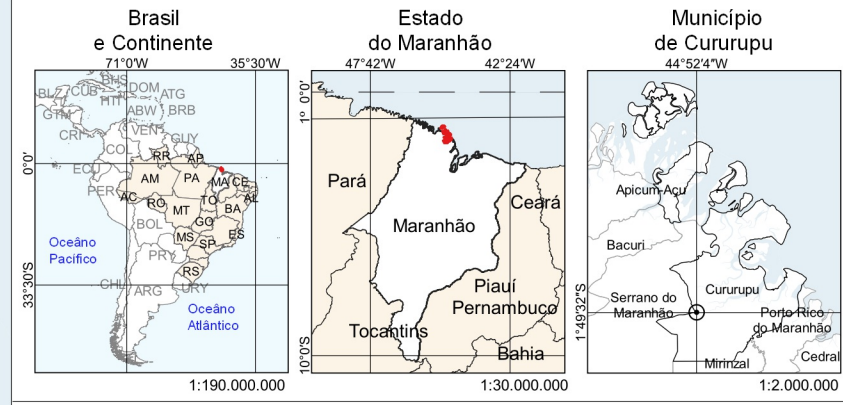 Brasil
e Continente
71°0'W
35°30'W
BHS
BLZ
CUB
DOM
ATG
HTI
GTM
ABW
BRB
CRI
VEN
GUY
CO
RR
AP
0°0'
ECU
AM
PA
MA
CE
PER
AC
RO
TO
AL
MT
BA
BOL
GO
MS
ES
SP
Oceâno
Pacífico
PRY
RS
33°30'S
CHL
ARG
URY
Oceâno
Atlântico
1:190.000.000
Estado
do Maranhão
47°42'W
42°24'W
0°0'
1°
Pará
Ceará
Maranhão
Piauí
Pernambuco
Tocantins
Bahia
10°0'S
1:30.000.000
Município
de Cururupu
44°52'4"W
Apicum-Açu
Bacuri
Serrano do
Maranhão
Cururupu
Porto Rico
do Maranhão
1°49'32"S
Mirinzal
Cedral
1:2.000.000